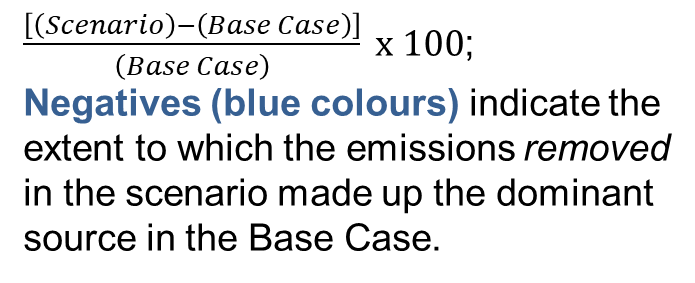 [(Scenario)−(Base Case)]
(Base Case)
x 100;
Negatives (blue colours) indicate the
extent to which the emissions removed
in the scenario made up the dominant
source in the Base Case.